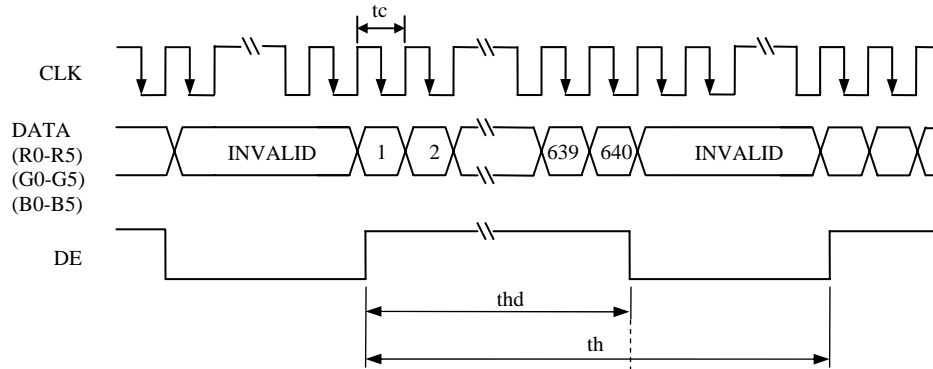 tc
CLK
DATA
(R0-R5)
(G0-G5)
(B0-B5)
INVALID 1 2 639 640 INVALID
DE
thd
th